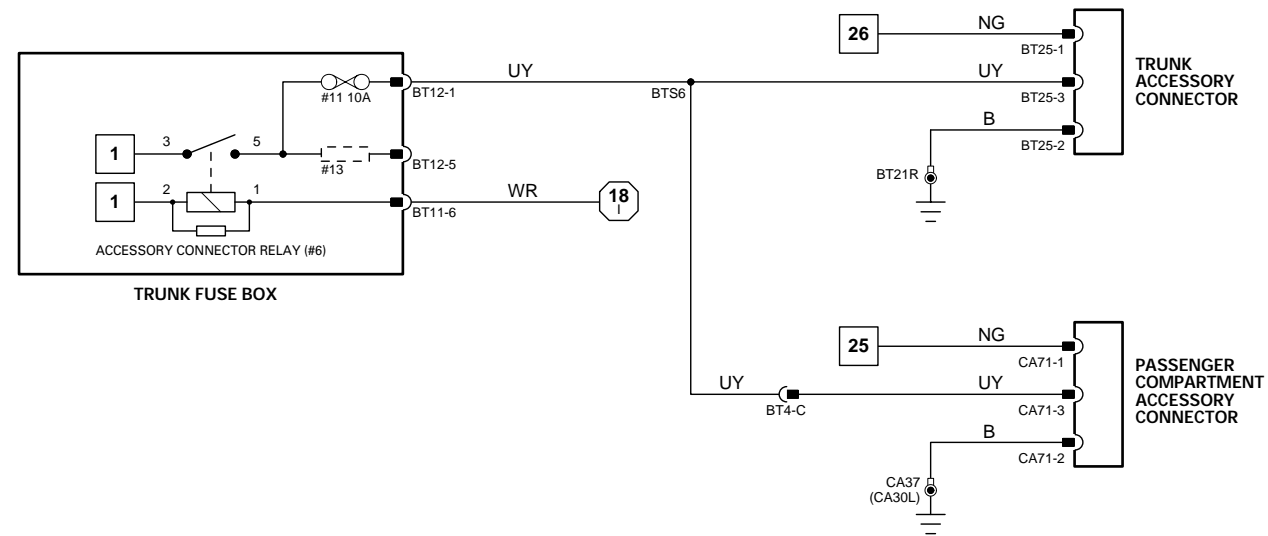 26
NG
BT25-1
TRUNK
ACCESSORY
CONNECTOR
UY
BT12-1
#11 10A
BTS6
UY
BT25-3
B
BT25-2
BT21R
1
3
5
#13
BT12-5
1
2
1
BT11-6
WR
18
I
ACCESSORY CONNECTOR RELAY (#6)
TRUNK FUSE BOX
25
NG
CA71-1
PASSENGER
COMPARTMENT
ACCESSORY
CONNECTOR
UY
BT4-C
UY
CA71-3
B
CA71-2
CA37
(CA30L)